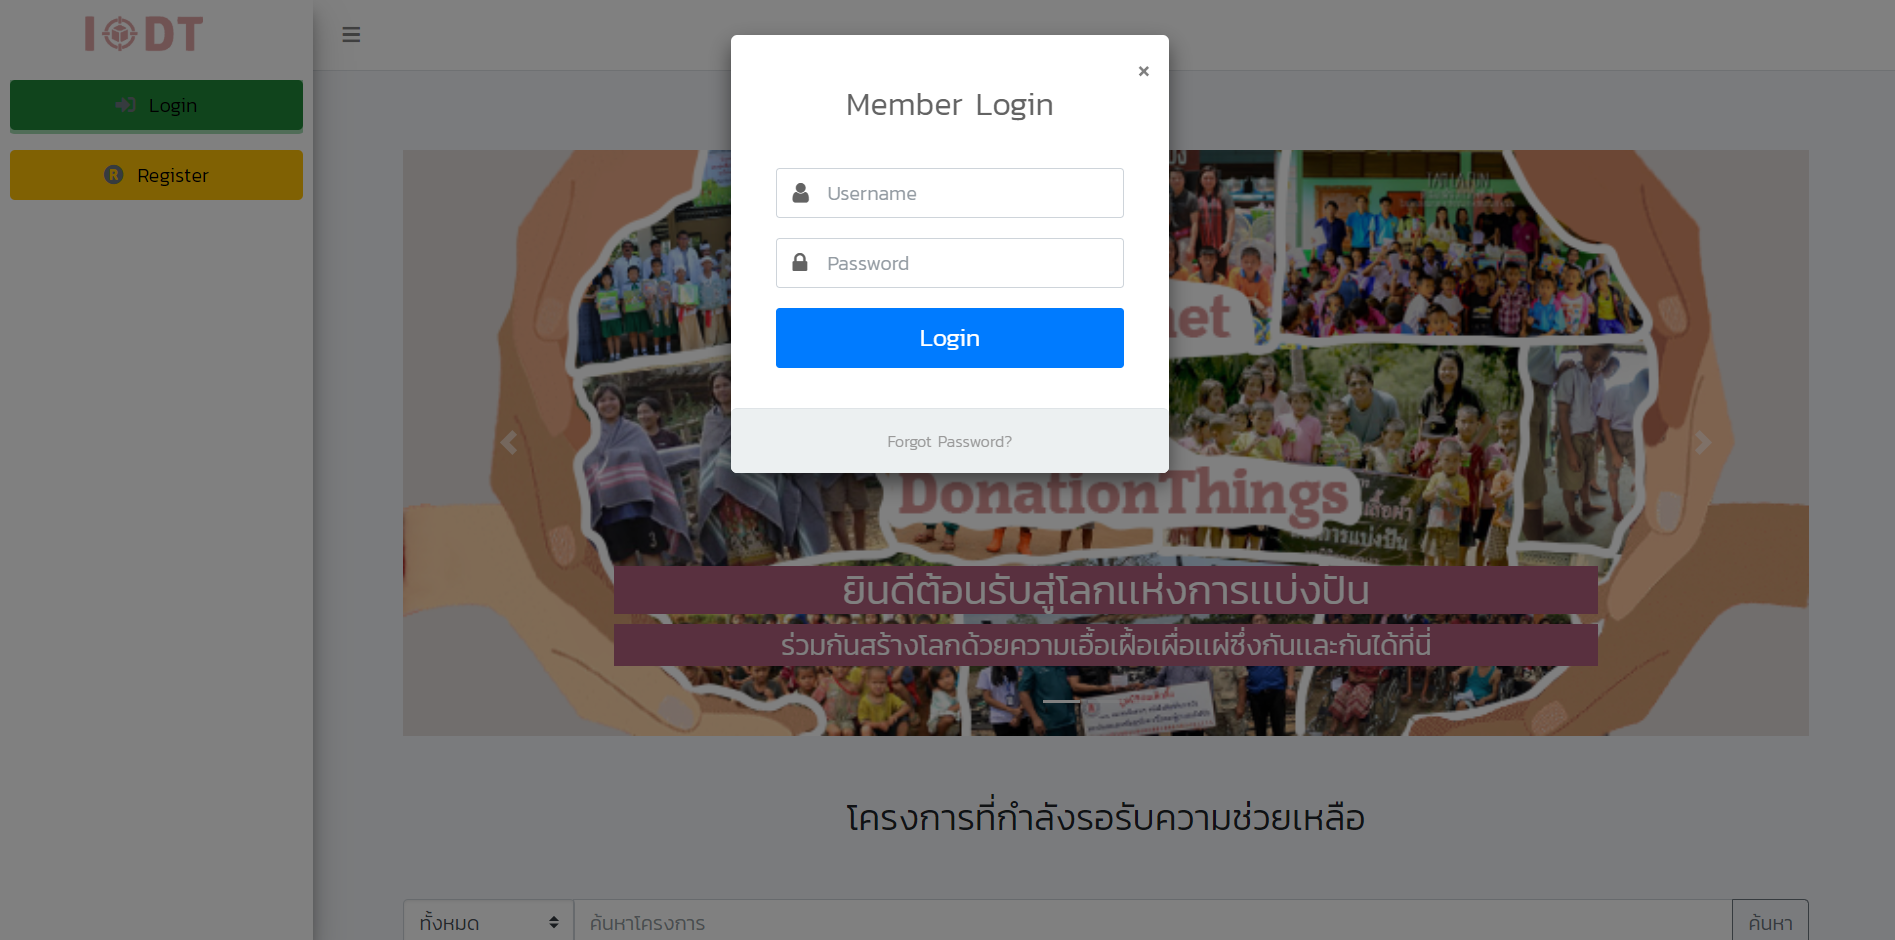 IODT
Login
Register
×
Member Login
Username
Password
Login
Forgot Password?
net
DonationThings
ยินดีต้อนรับสู่โลกแห่งการแบ่งปัน
ร่วมกันสร้างโลกด้วยความเอื้อเฟื้อเผื่อแผ่ซึ่งกันและกันได้ที่นี่
โครงการที่กำลังรอรับความช่วยเหลือ
ทั้งหมด
ค้นหาโครงการ
ค้นหา